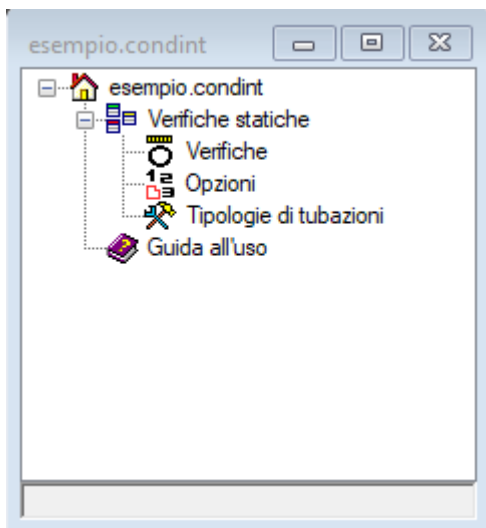 esempio.condint
esempio.condint
Verifiche statiche
Verifiche
Opzioni
Tipologie di tubazioni
Guida all'uso